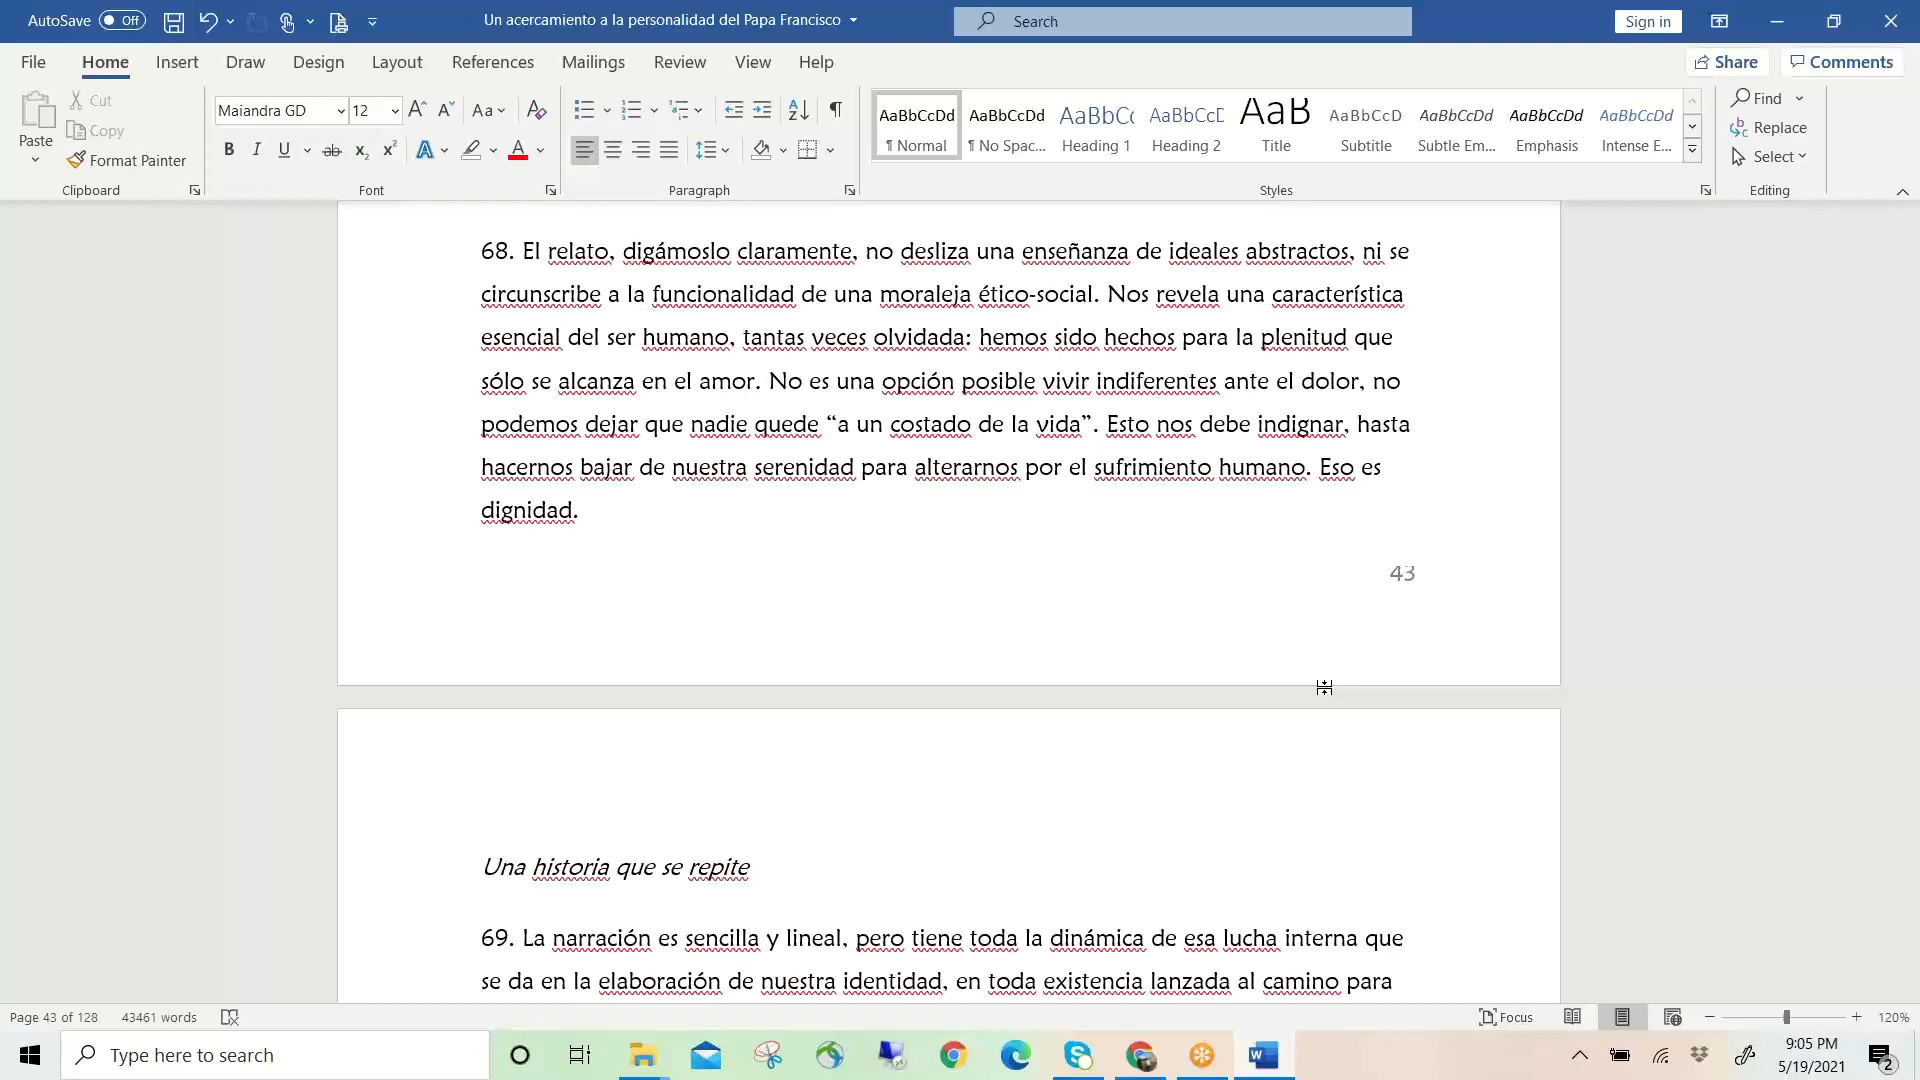 AutoSave Off Un acercamiento a la personalidad del Papa Francisco Search Sign in
File Home Insert Draw Design Layout References Mailings Review View Help Share Comments
Paste Cut Copy Format Painter Clipboard
Maiandra GD 12 Aa Font
B I U ab x₂ x² A A Paragraph
AaBbCcDd AaBbCcDd AaBbCc AaBbCcD AaB AaBbCcD AaBbCcDd AaBbCcDd AaBbCcDd
¶ Normal ¶ No Spac... Heading 1 Heading 2 Title Subtitle Subtle Em... Emphasis Intense E...
Styles
Find Replace Select Editing
68. El relato, digámoslo claramente, no desliza una enseñanza de ideales abstractos, ni se
circunscribe a la funcionalidad de una moraleja ético-social. Nos revela una característica
esencial del ser humano, tantas veces olvidada: hemos sido hechos para la plenitud que
sólo se alcanza en el amor. No es una opción posible vivir indiferentes ante el dolor, no
podemos dejar que nadie quede “a un costado de la vida”. Esto nos debe indignar, hasta
hacernos bajar de nuestra serenidad para alterarnos por el sufrimiento humano. Eso es
dignidad.
43
Una historia que se repite
69. La narración es sencilla y lineal, pero tiene toda la dinámica de esa lucha interna que
se da en la elaboración de nuestra identidad, en toda existencia lanzada al camino para
Page 43 of 128 43461 words Focus 120%
Type here to search
9:05 PM
5/19/2021
2